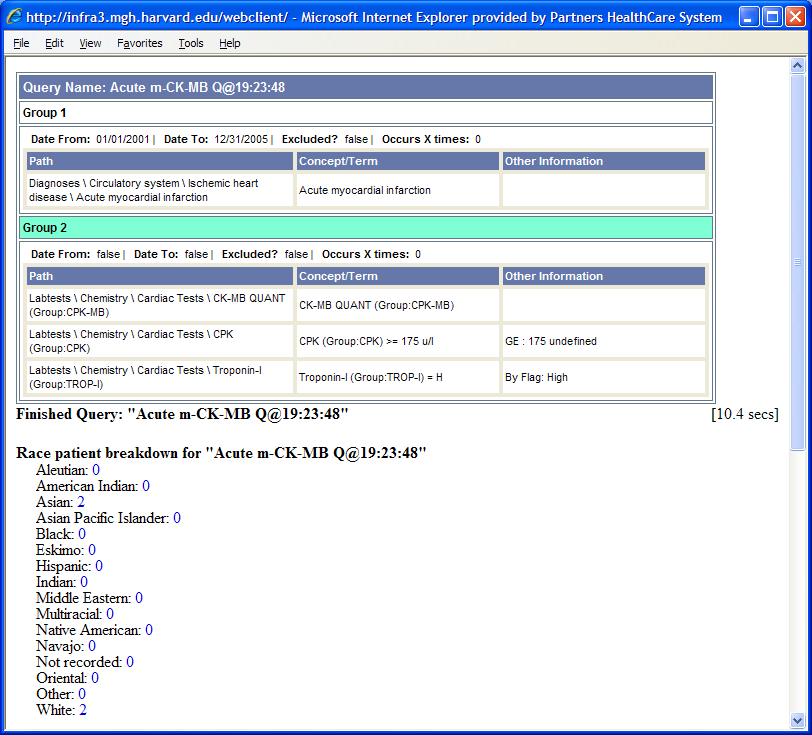 http://infra3.mgh.harvard.edu/webclient/ - Microsoft Internet Explorer provided by Partners HealthCare System
File Edit View Favorites Tools Help
Query Name: Acute m-CK-MB Q@19:23:48
Group 1
Date From: 01/01/2001 | Date To: 12/31/2005 | Excluded? false | Occurs X times: 0
Path Concept/Term Other Information
Diagnoses \ Circulatory system \ Ischemic heart
disease \ Acute myocardial infarction
Acute myocardial infarction
Group 2
Date From: false | Date To: false | Excluded? false | Occurs X times: 0
Path Concept/Term Other Information
Labtests \ Chemistry \ Cardiac Tests \ CK-MB QUANT
(Group:CPK-MB)
CK-MB QUANT (Group:CPK-MB)
Labtests \ Chemistry \ Cardiac Tests \ CPK
(Group:CPK)
CPK (Group:CPK) >= 175 u/l
GE : 175 undefined
Labtests \ Chemistry \ Cardiac Tests \ Troponin-I
(Group:TROP-I)
Troponin-I (Group:TROP-I) = H
By Flag: High
Finished Query: "Acute m-CK-MB Q@19:23:48" [10.4 secs]
Race patient breakdown for "Acute m-CK-MB Q@19:23:48"
Aleutian: 0
American Indian: 0
Asian: 2
Asian Pacific Islander: 0
Black: 0
Eskimo: 0
Hispanic: 0
Indian: 0
Middle Eastern: 0
Multiracial: 0
Native American: 0
Navajo: 0
Not recorded: 0
Oriental: 0
Other: 0
White: 2